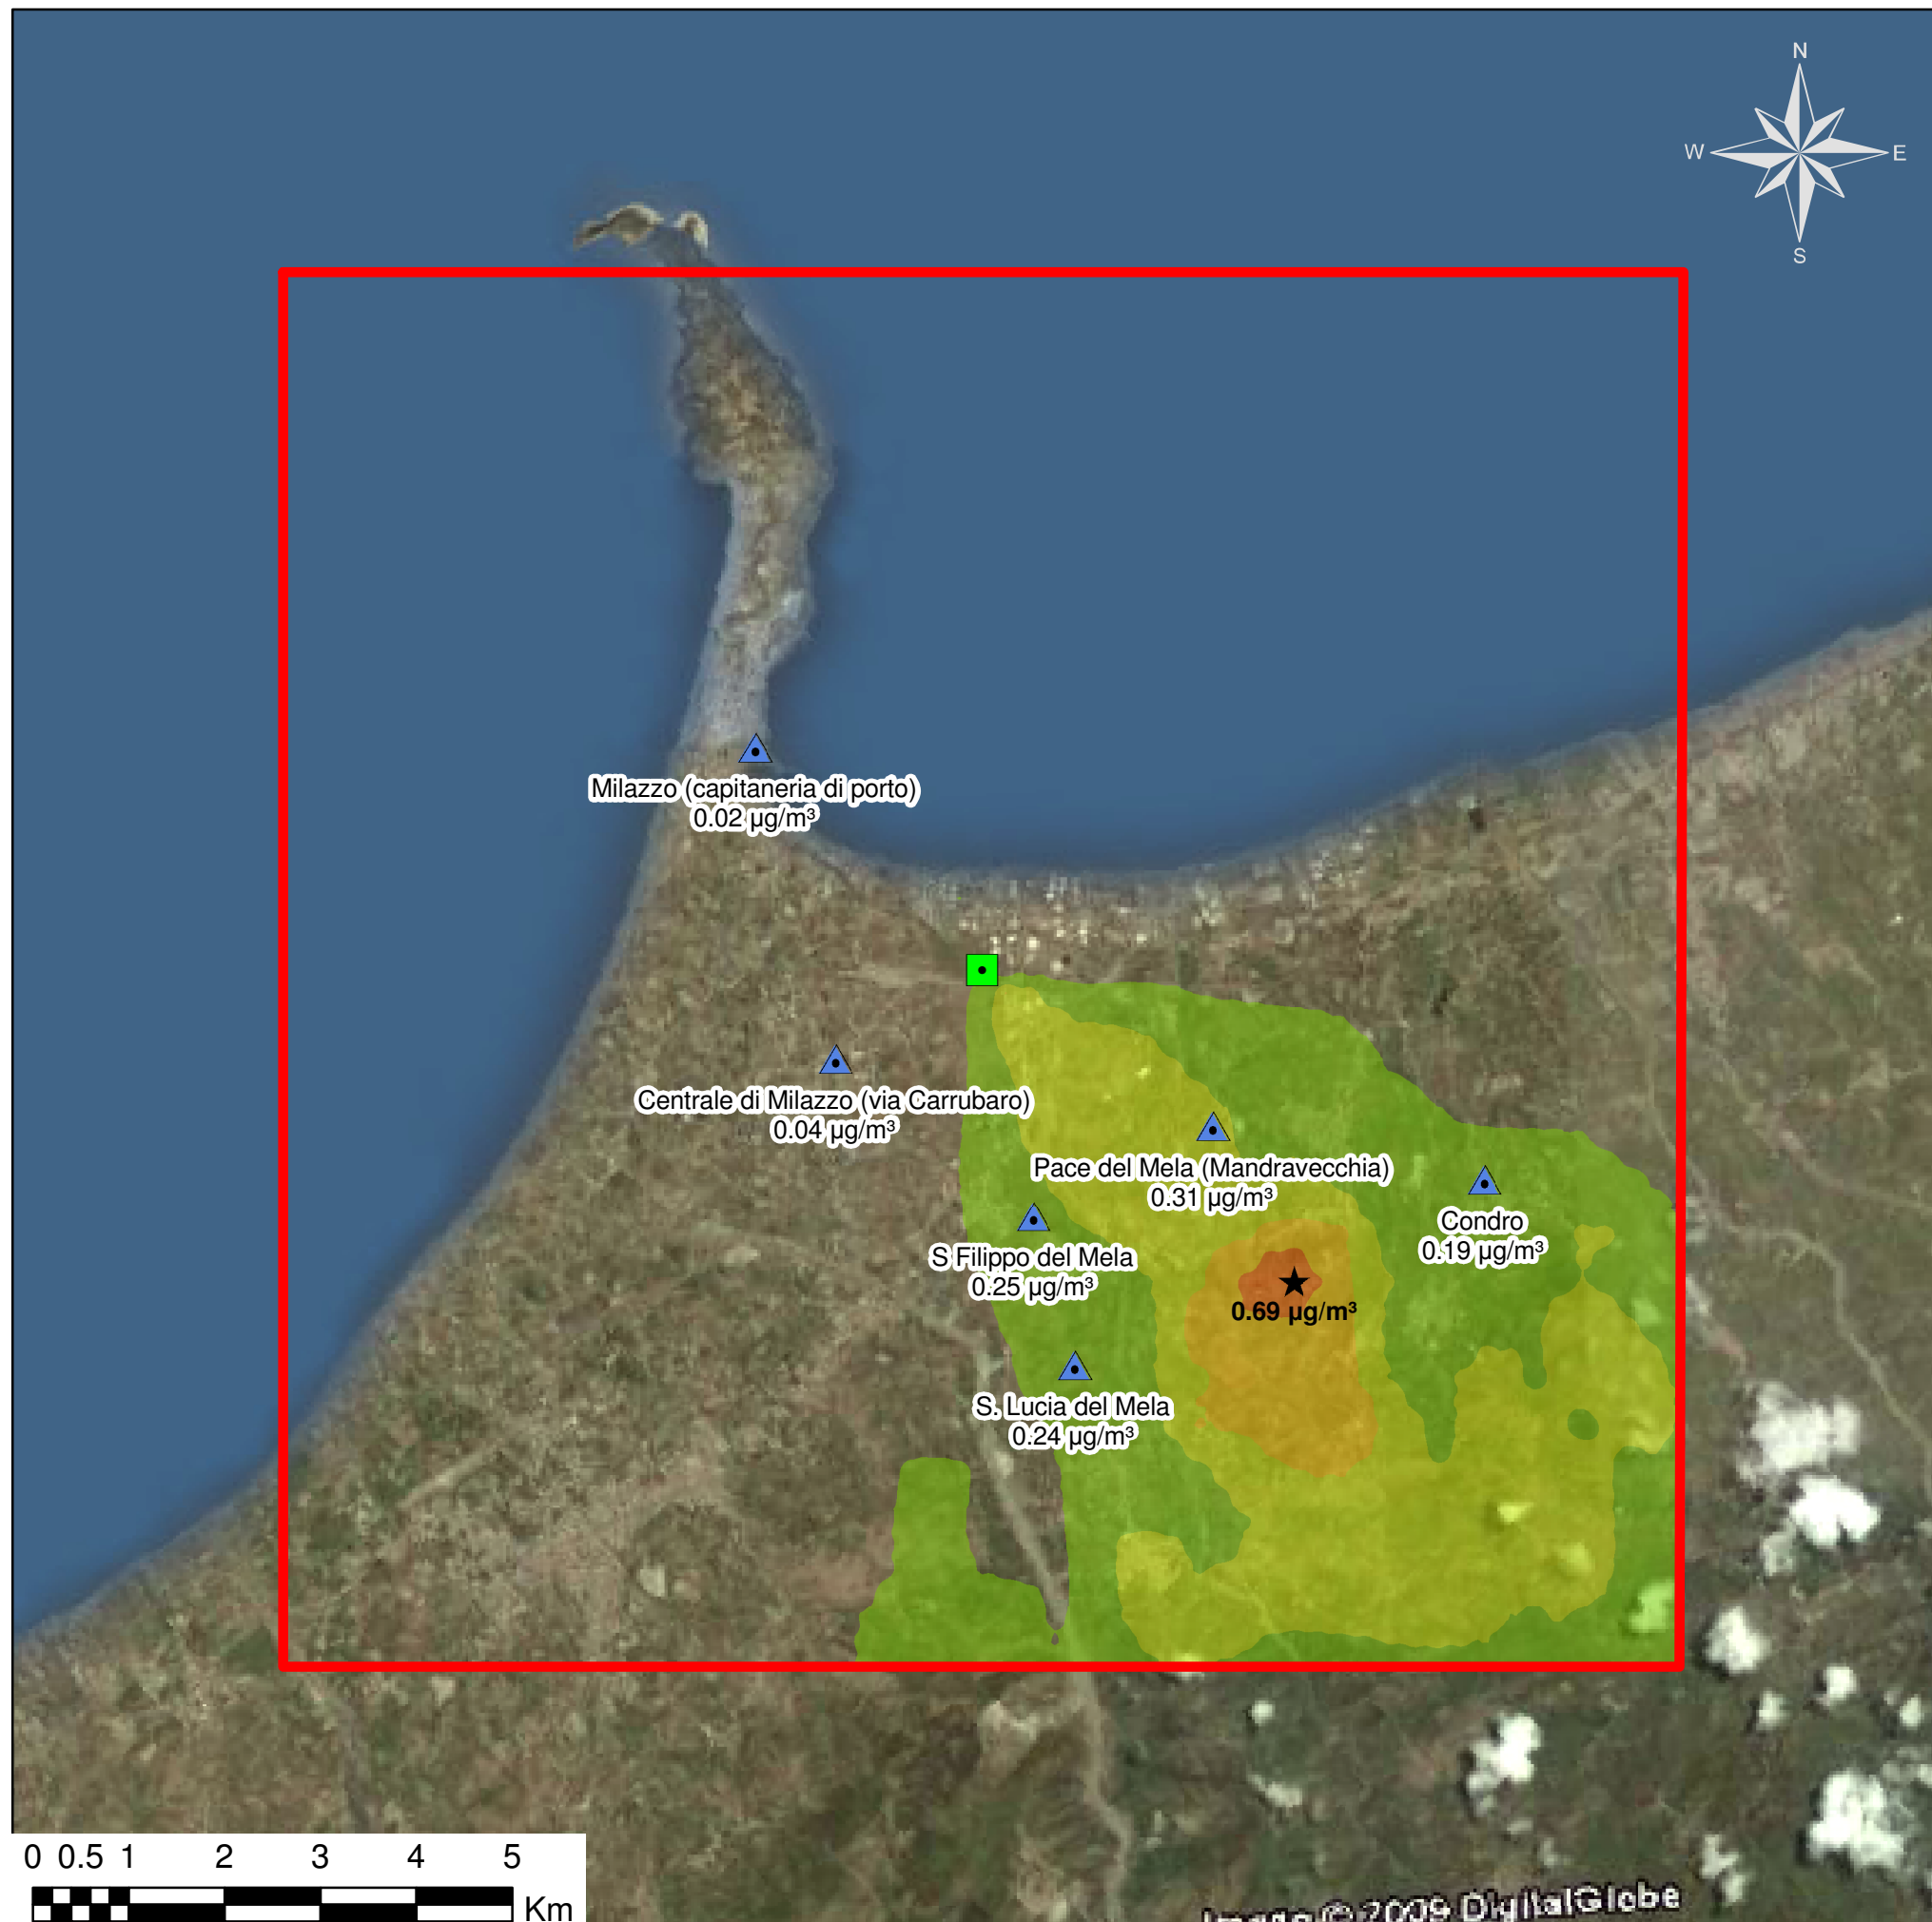 N
W E
S
Milazzo (capitaneria di porto)
0.02 µg/m³
Centrale di Milazzo (via Carrubaro)
0.04 µg/m³
Pace del Mela (Mandravecchia)
0.31 µg/m³
Condro
0.19 µg/m³
S Filippo del Mela
0.25 µg/m³
0.69 µg/m³
S. Lucia del Mela
0.24 µg/m³
0 0.5 1 2 3 4 5
Km
Image © 2009 DigitalGlobe